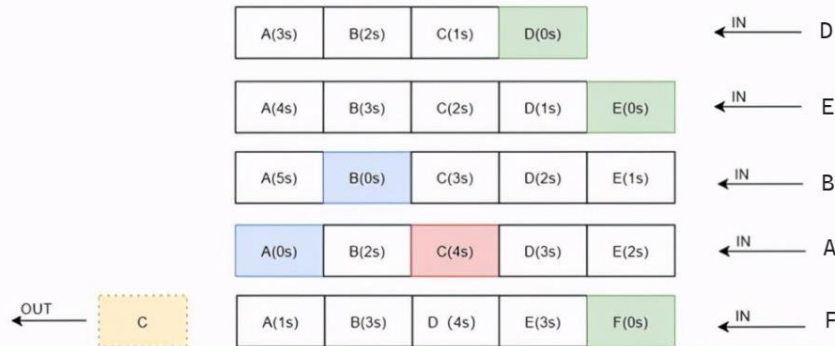 A(3s) B(2s) C(1s) D(0s) IN D
A(4s) B(3s) C(2s) D(1s) E(0s) IN E
A(5s) B(0s) C(3s) D(2s) E(1s) IN B
A(0s) B(2s) C(4s) D(3s) E(2s) IN A
OUT C A(1s) B(3s) D (4s) E(3s) F(0s) IN F